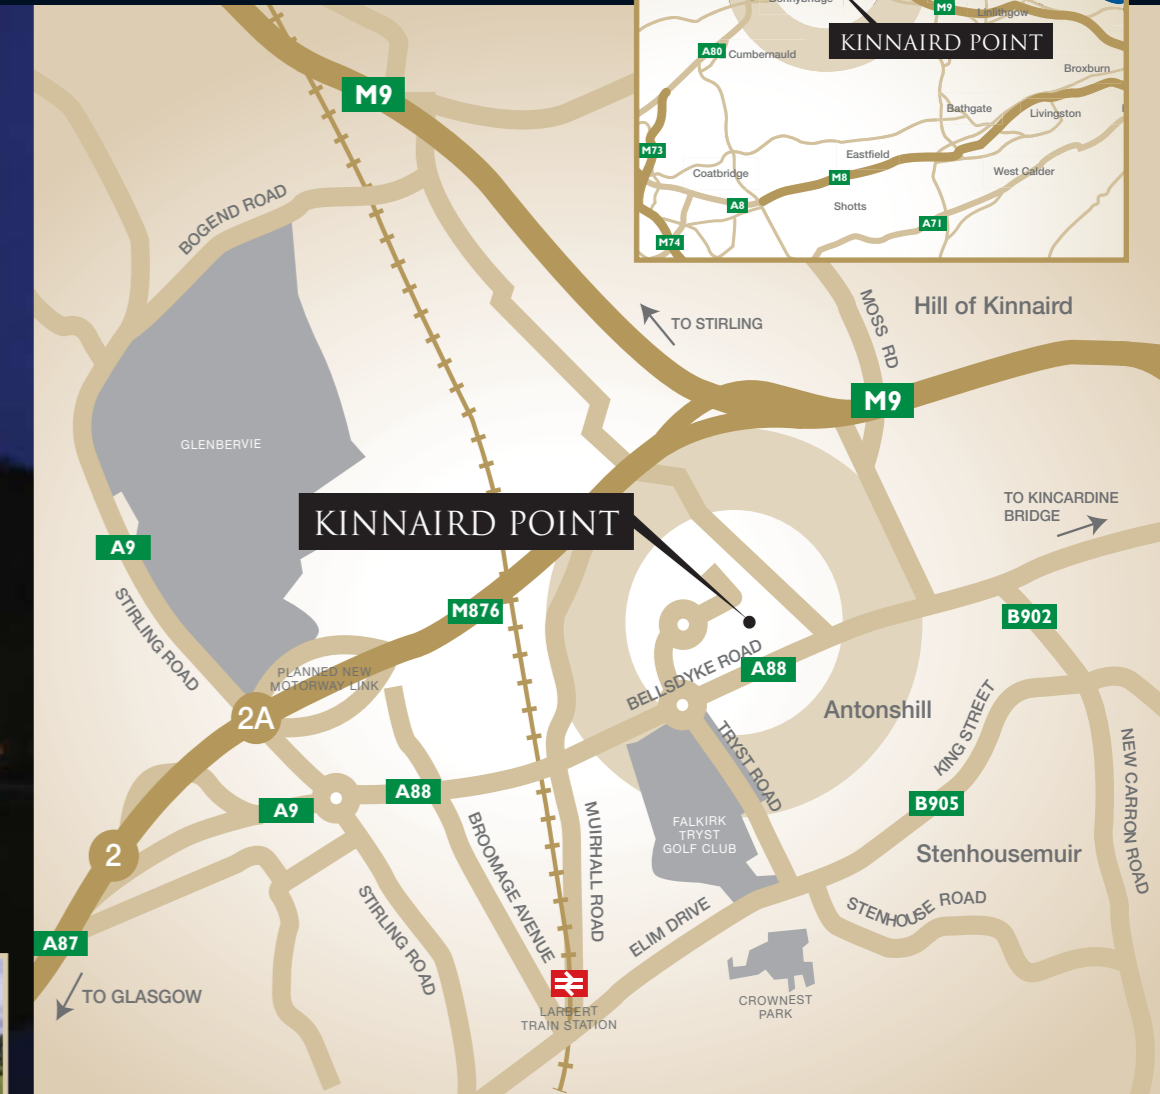 M9
Linlithgow
KINNAIRD POINT
A80
Cumbernauld
Broxburn
Bathgate
Livingston
M73
Eastfield
Coatbridge
M8
West Calder
A8
Shotts
A71
M74
M9
BOGEND ROAD
MOSS RD
Hill of Kinnaird
TO STIRLING
M9
GLENBERVIE
KINNAIRD POINT
TO KINCARDINE
BRIDGE
A9
STIRLING ROAD
M876
B902
PLANNED NEW
MOTORWAY LINK
BELLSDYKE ROAD
A88
2A
Antonshill
KING STREET
TRYST ROAD
NEW CARRON ROAD
A88
A9
B905
BROOMAGE AVENUE
MUIRHALL ROAD
FALKIRK
TRYST
GOLF CLUB
2
Stenhousemuir
STIRLING ROAD
ELIM DRIVE
STENHOUSE ROAD
A87
TO GLASGOW
LARBERT
TRAIN STATION
CROWNEST
PARK